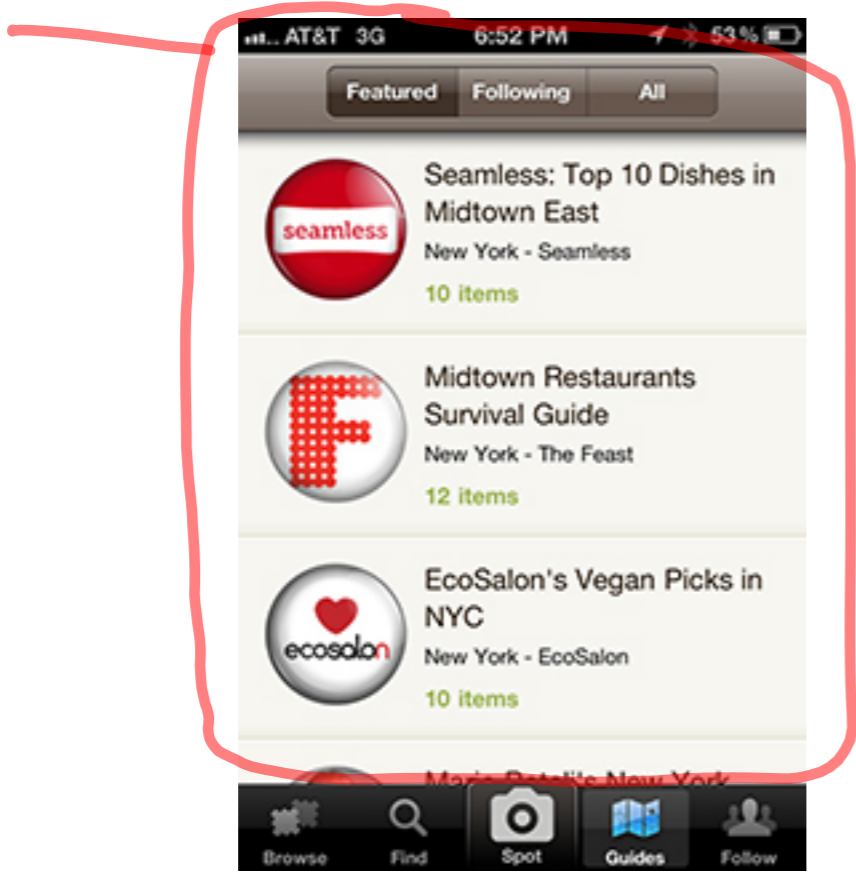 AT&T 3G 6:52 PM 53%
Featured Following All
seamless
Seamless: Top 10 Dishes in
Midtown East
New York - Seamless
10 items
F
Midtown Restaurants
Survival Guide
New York - The Feast
12 items
ecosalon
EcoSalon's Vegan Picks in
NYC
New York - EcoSalon
10 items
New York
Browse Find Spot Guides Follow